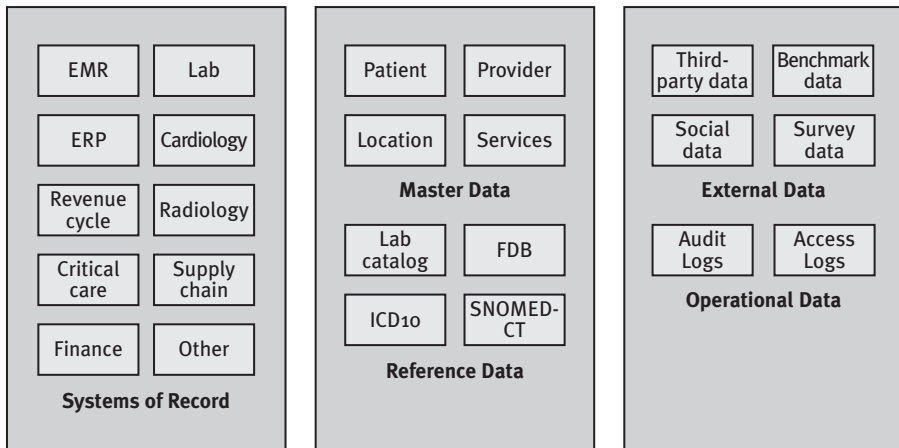 EMR
Lab
ERP
Cardiology
Revenue
cycle
Radiology
Critical
care
Supply
chain
Finance
Other
Systems of Record
Patient
Provider
Location
Services
Master Data
Lab
catalog
FDB
ICD10
SNOMED-
CT
Reference Data
Third-
party data
Benchmark
data
Social
data
Survey
data
External Data
Audit
Logs
Access
Logs
Operational Data